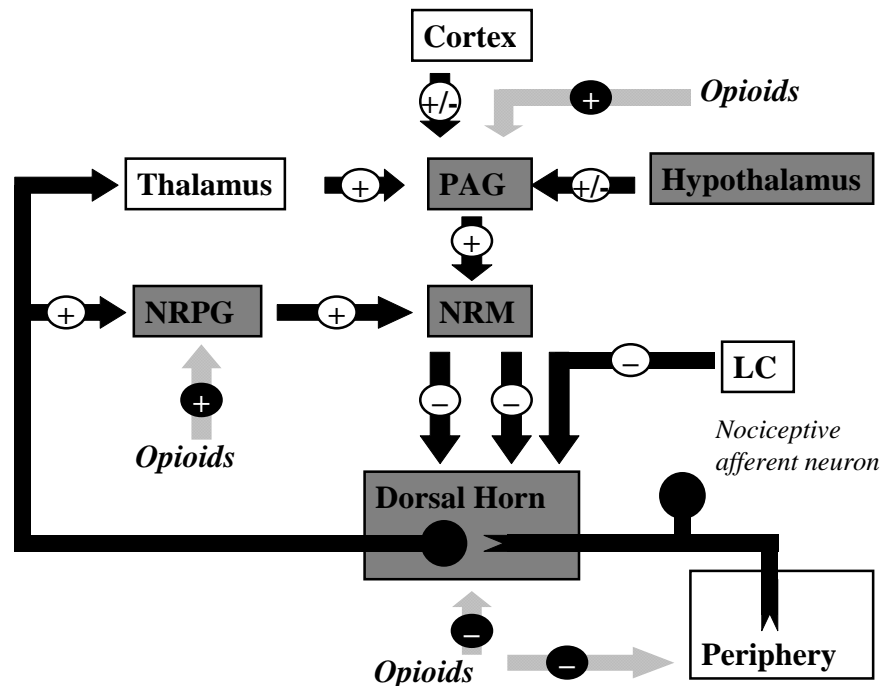 Cortex
+/-
+
Opioids
Thalamus
+
PAG
+/-
Hypothalamus
+
+
NRPG
+
NRM
−
−
−
LC
+
Opioids
Nociceptive
afferent neuron
Dorsal Horn
−
Opioids
−
Periphery